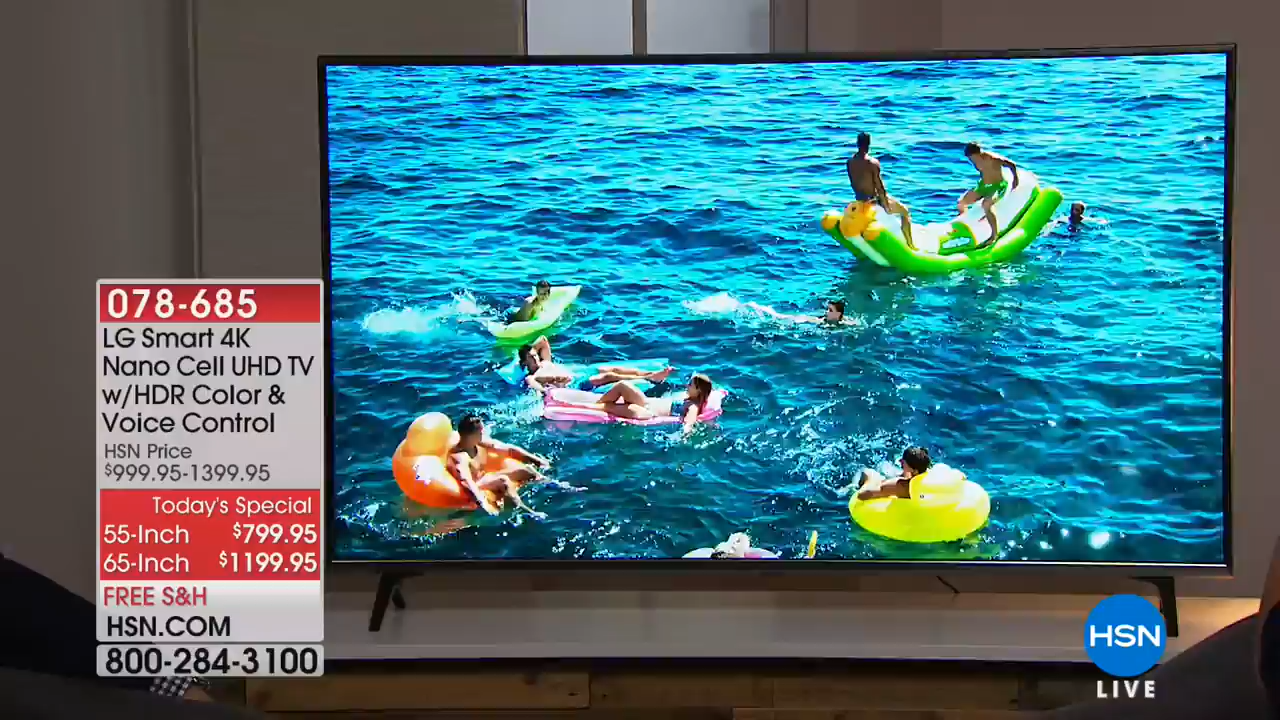 078-685
LG Smart 4K
Nano Cell UHD TV
w/HDR Color &
Voice Control
HSN Price
$999.95-1399.95
Today's Special
55-Inch $799.95
65-Inch $1199.95
FREE S&H
HSN.COM
800-284-3100
HSN
LIVE